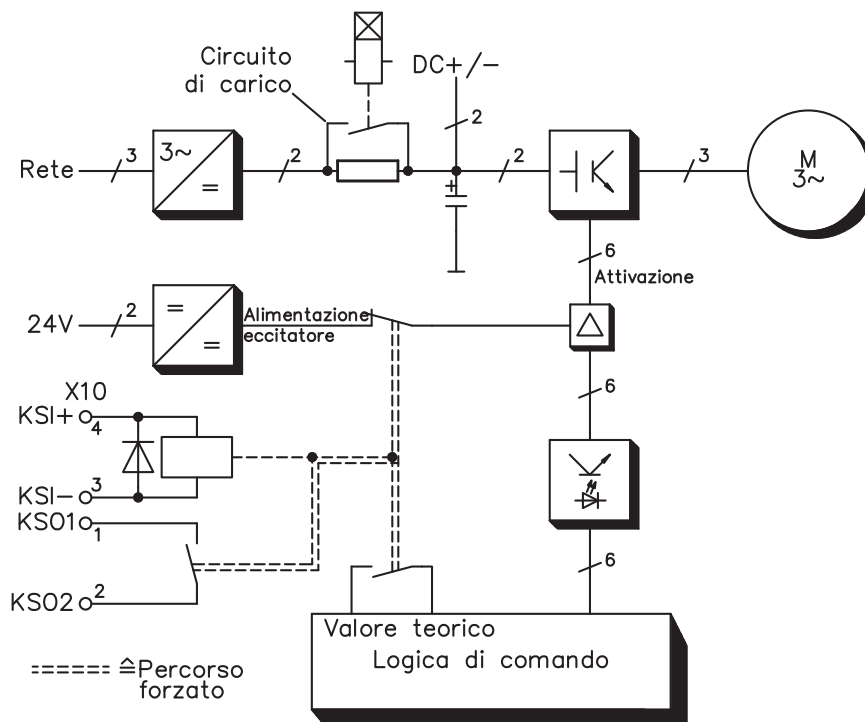 Circuito
di carico
DC+/−
2
Rete
3
3~
=
2
+
2
3
M
3~
6
Attivazione
24V
2
=
=
Alimentazione
eccitatore
6
X10
KSI+
4
KSI−
3
KSO1
1
KSO2
2
6
Valore teorico
Logica di comando
≙Percorso
forzato